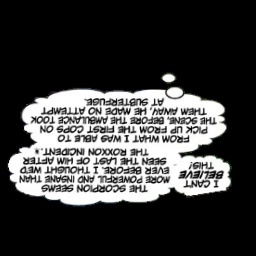 I CAN'T
BELIEVE
THIS!
THE SCORPION SEEMS
MORE POWERFUL AND INSANE THAN
EVER BEFORE. I THOUGHT WE'D
SEEN THE LAST OF HIM AFTER
THE ROXXON INCIDENT.*
FROM WHAT I WAS ABLE TO
PICK UP FROM THE FIRST COPS ON
THE SCENE, BEFORE THE AMBULANCE TOOK
THEM AWAY, HE MADE NO ATTEMPT
AT SUBTERFUGE.